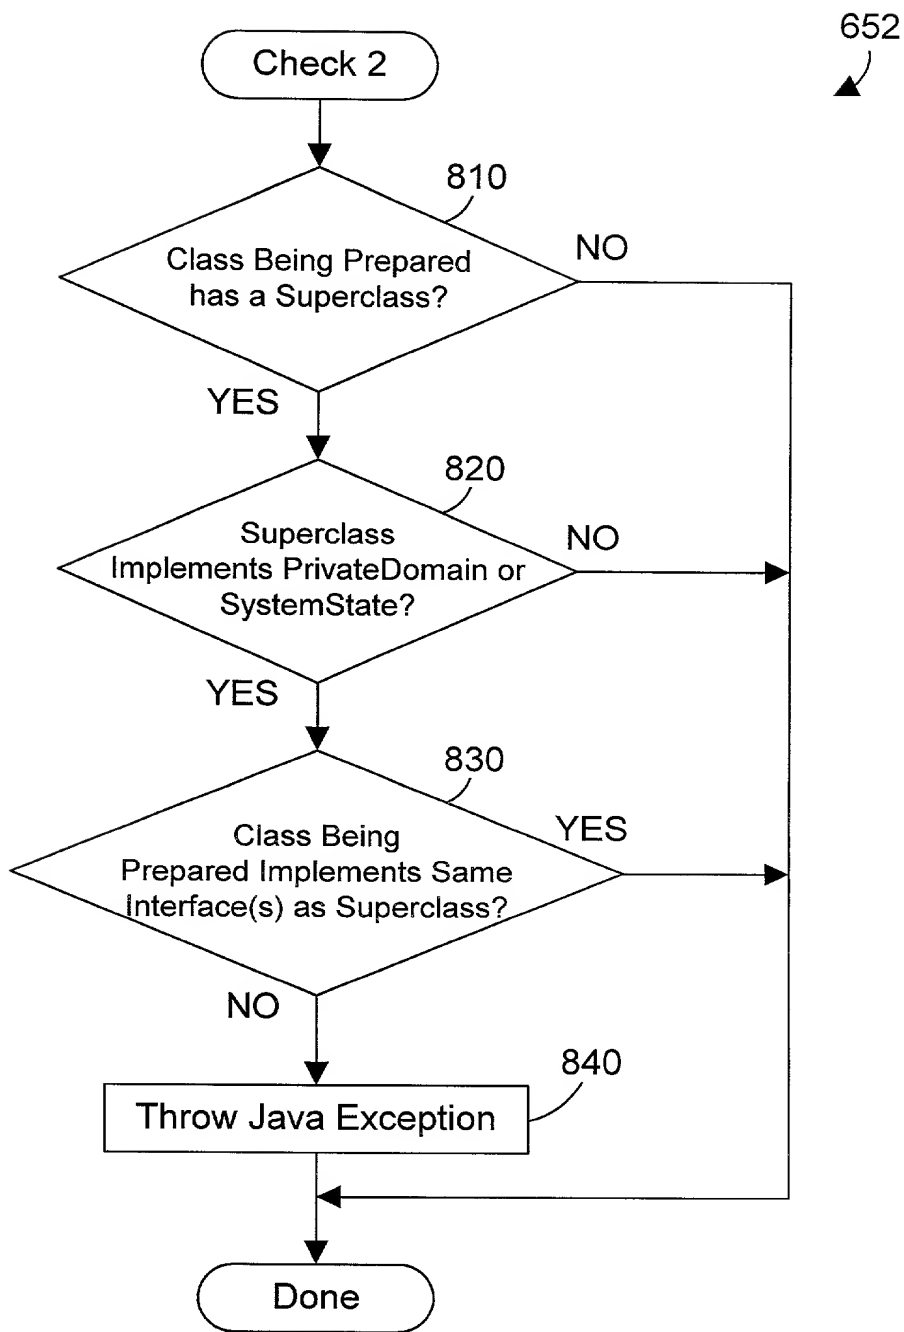 652
Check 2
810
Class Being Prepared
has a Superclass?
NO
YES
820
Superclass
Implements PrivateDomain or
SystemState?
NO
YES
830
Class Being
Prepared Implements Same
Interface(s) as Superclass?
YES
NO
840
Throw Java Exception
Done